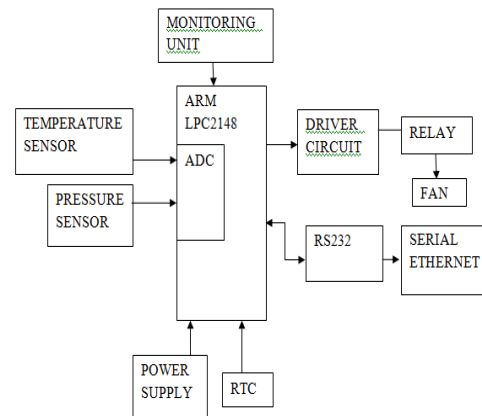 MONITORING
UNIT
ARM
LPC2148
TEMPERATURE
SENSOR
ADC
PRESSURE
SENSOR
DRIVER
CIRCUIT
RELAY
FAN
RS232
SERIAL
ETHERNET
POWER
SUPPLY
RTC